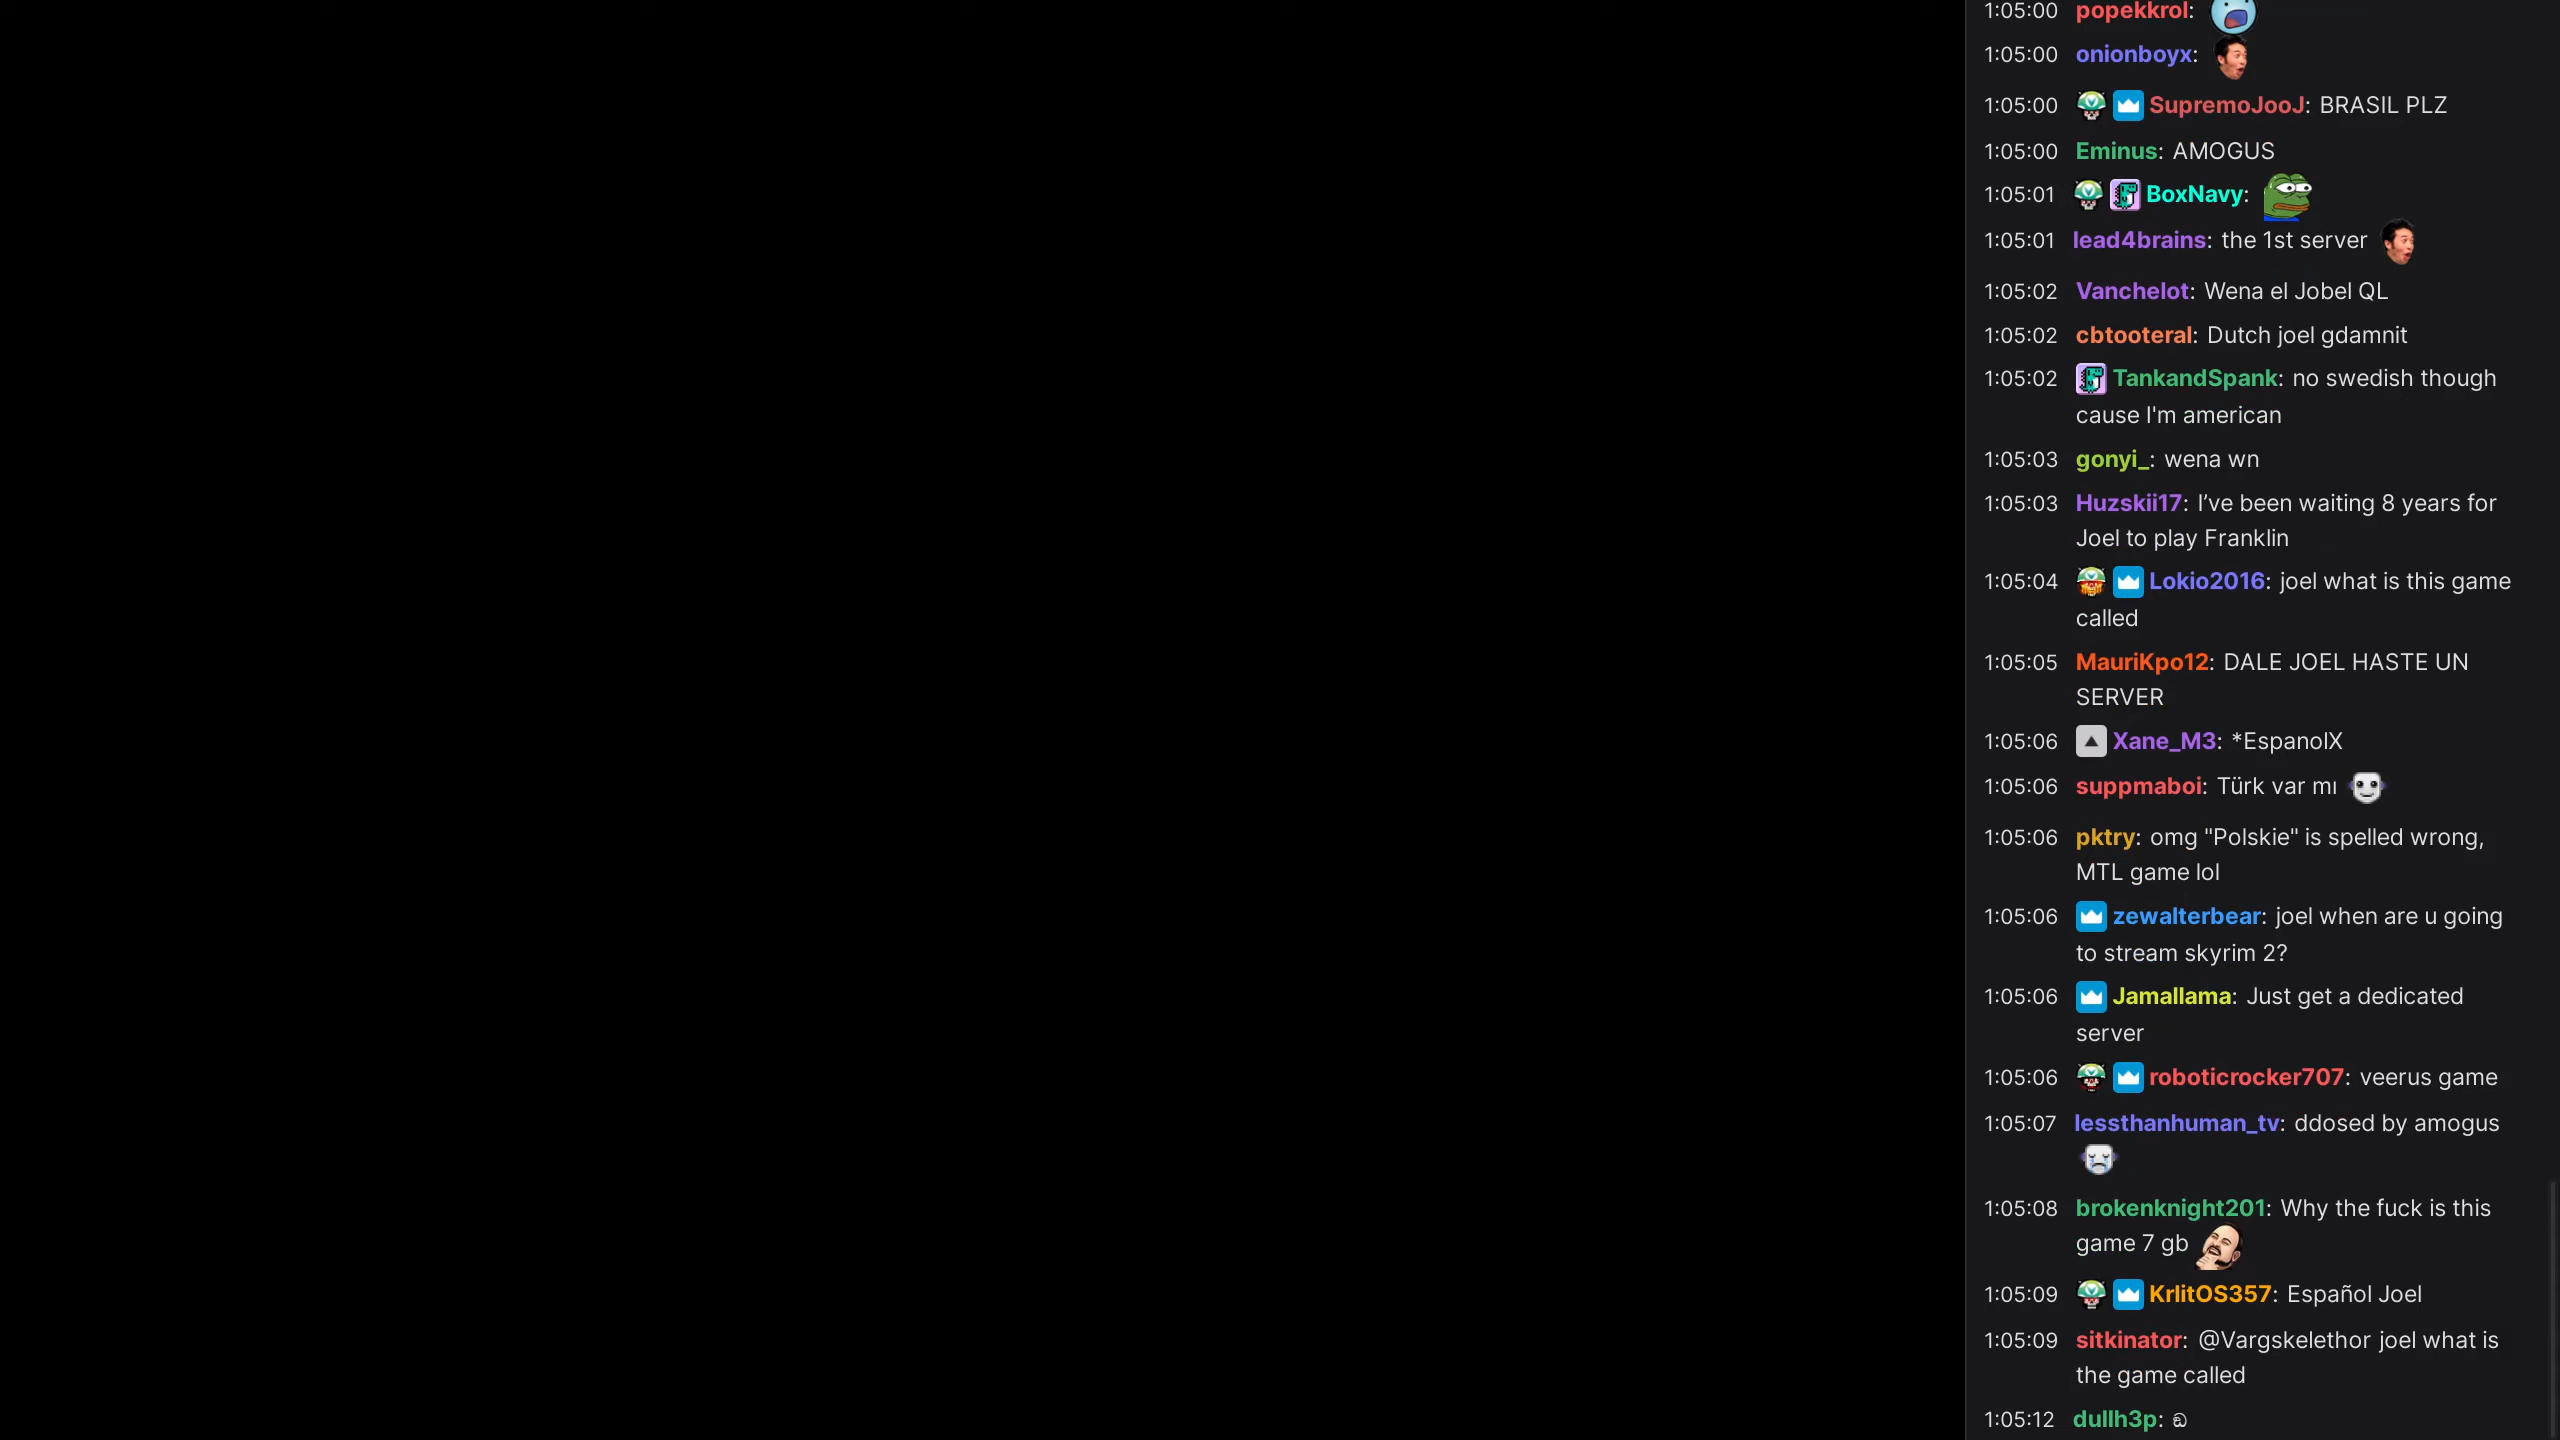 1:05:00 popekkrol:
1:05:00 onionboyx:
1:05:00 SupremoJooJ: BRASIL PLZ
1:05:00 Eminus: AMOGUS
1:05:01 BoxNavy:
1:05:01 lead4brains: the 1st server
1:05:02 Vanchelot: Wena el Jobel QL
1:05:02 cbtooteral: Dutch joel gdamnit
1:05:02 TankandSpank: no swedish though
cause I'm american
1:05:03 gonyi_: wena wn
1:05:03 Huzskii17: I’ve been waiting 8 years for
Joel to play Franklin
1:05:04 Lokio2016: joel what is this game
called
1:05:05 MauriKpo12: DALE JOEL HASTE UN
SERVER
1:05:06 Xane_M3: *EspanolX
1:05:06 suppmaboi: Türk var mı
1:05:06 pktry: omg "Polskie" is spelled wrong,
MTL game lol
1:05:06 zewalterbear: joel when are u going
to stream skyrim 2?
1:05:06 Jamallama: Just get a dedicated
server
1:05:06 roboticrocker707: veerus game
1:05:07 lessthanhuman_tv: ddosed by amogus
1:05:08 brokenknight201: Why the fuck is this
game 7 gb
1:05:09 KrlitOS357: Español Joel
1:05:09 sitkinator: @Vargskelethor joel what is
the game called
1:05:12 dullh3p: ඞ